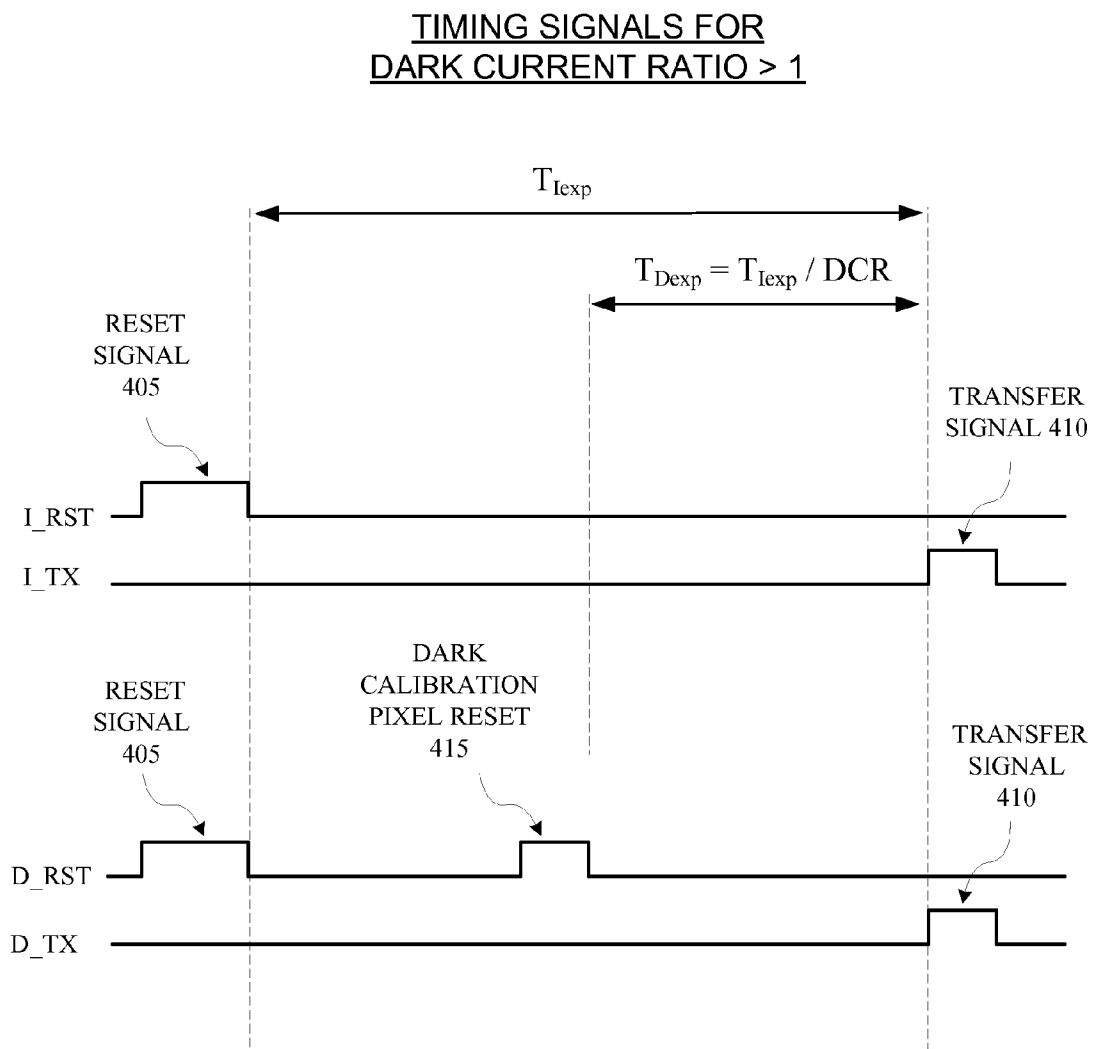 TIMING SIGNALS FOR
DARK CURRENT RATIO > 1
T_Iexp
T_Dexp = T_Iexp / DCR
RESET
SIGNAL
405
TRANSFER
SIGNAL 410
I_RST
I_TX
RESET
SIGNAL
405
DARK
CALIBRATION
PIXEL RESET
415
TRANSFER
SIGNAL
410
D_RST
D_TX